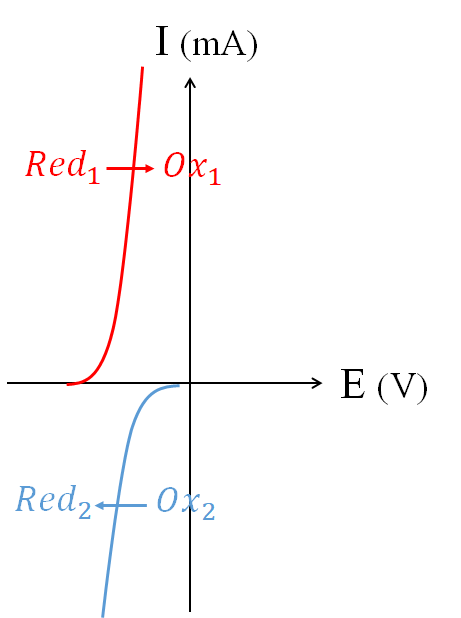 I (mA)
Red₁ Ox₁
E (V)
Red₂ Ox₂